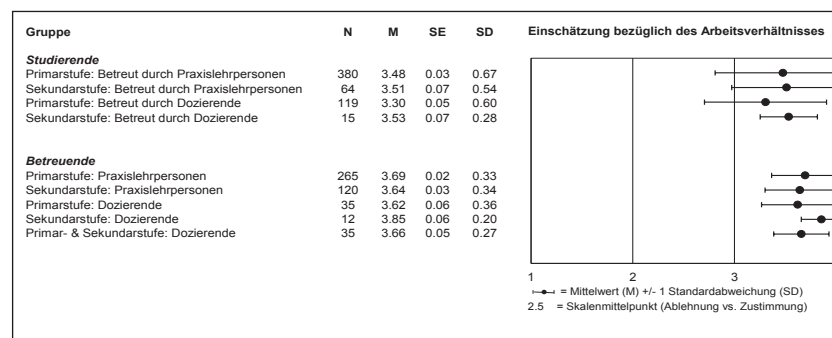 Gruppe N M SE SD Einschätzung bezüglich des Arbeitsverhältnisses
Studierende
Primarstufe: Betreut durch Praxislehrpersonen 380 3.48 0.03 0.67
Sekundarstufe: Betreut durch Praxislehrpersonen 64 3.51 0.07 0.54
Primarstufe: Betreut durch Dozierende 119 3.30 0.05 0.60
Sekundarstufe: Betreut durch Dozierende 15 3.53 0.07 0.28
Betreuende
Primarstufe: Praxislehrpersonen 265 3.69 0.02 0.33
Sekundarstufe: Praxislehrpersonen 120 3.64 0.03 0.34
Primarstufe: Dozierende 35 3.62 0.06 0.36
Sekundarstufe: Dozierende 12 3.85 0.06 0.20
Primar- & Sekundarstufe: Dozierende 35 3.66 0.05 0.27
1 2 3
= Mittelwert (M) +/- 1 Standardabweichung (SD)
2.5 = Skalenmittelpunkt (Ablehnung vs. Zustimmung)